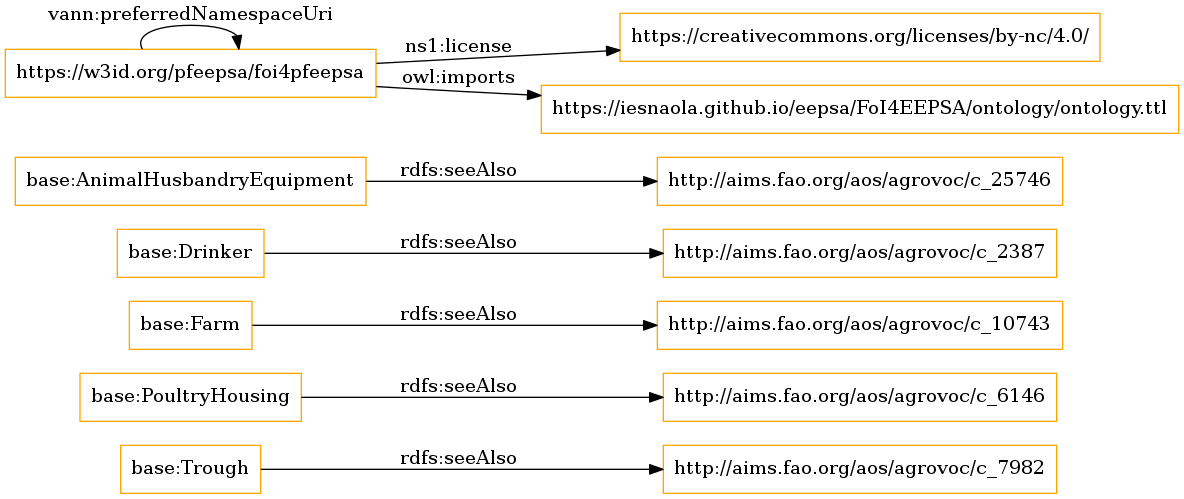 vann:preferredNamespaceUri
https://w3id.org/pfeepsa/foi4pfeepsa
ns1:license
https://creativecommons.org/licenses/by-nc/4.0/
owl:imports
https://iesnaola.github.io/eepsa/FoI4EEPSA/ontology/ontology.ttl
base:AnimalHusbandryEquipment
rdfs:seeAlso
http://aims.fao.org/aos/agrovoc/c_25746
base:Drinker
rdfs:seeAlso
http://aims.fao.org/aos/agrovoc/c_2387
base:Farm
rdfs:seeAlso
http://aims.fao.org/aos/agrovoc/c_10743
base:PoultryHousing
rdfs:seeAlso
http://aims.fao.org/aos/agrovoc/c_6146
base:Trough
rdfs:seeAlso
http://aims.fao.org/aos/agrovoc/c_7982